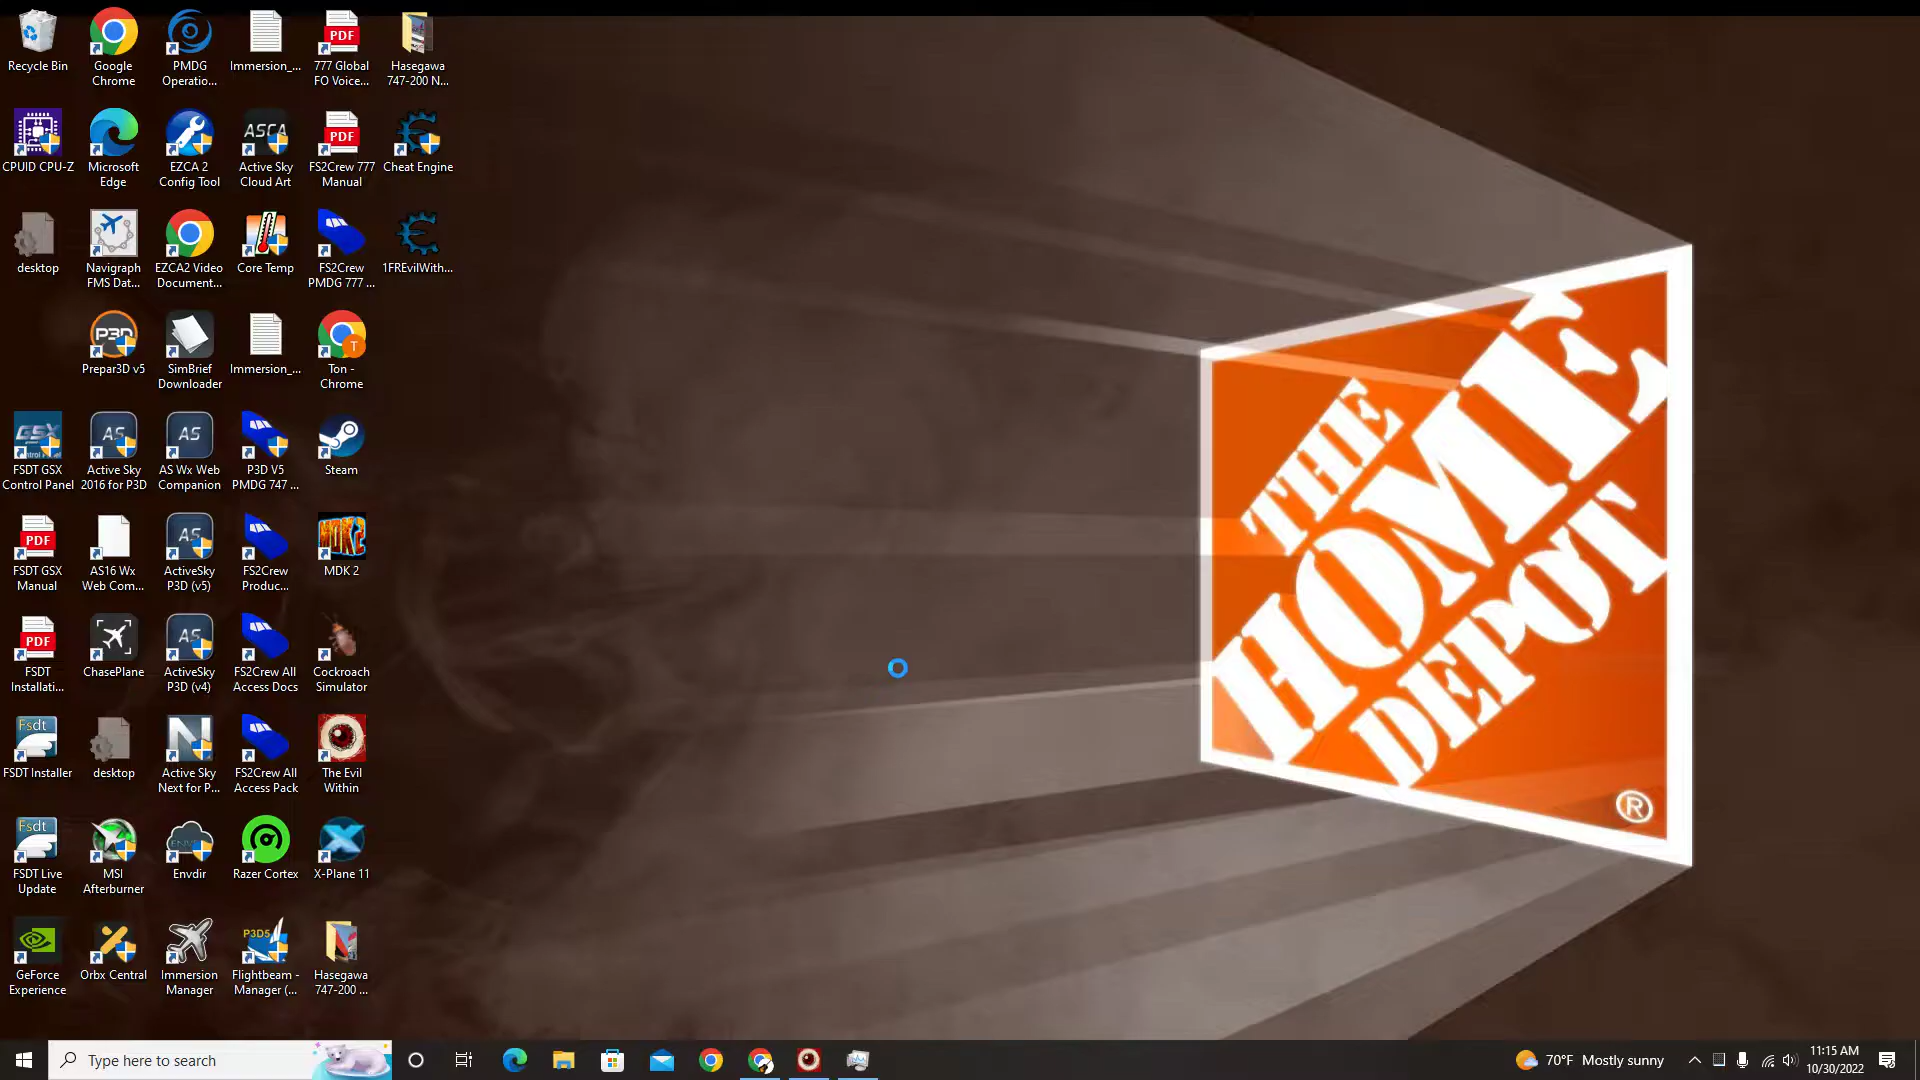 Recycle Bin
Google
Chrome
PMDG
Operatio...
Immersion_...
PDF
777 Global
FO Voice...
Hasegawa
747-200 N...
CPUID CPU-Z
Microsoft
Edge
EZCA 2
Config Tool
ASCA
Active Sky
Cloud Art
PDF
FS2Crew 777
Manual
Cheat Engine
desktop
Navigraph
FMS Dat...
EZCA2 Video
Document...
Core Temp
FS2Crew
PMDG 777 ...
1FREvilWith...
P3D
Prepar3D v5
SimBrief
Downloader
Immersion_...
T
Ton -
Chrome
GSX
FSDT GSX
Control Panel
AS
Active Sky
2016 for P3D
AS
AS Wx Web
Companion
P3D V5
PMDG 747 ...
Steam
PDF
FSDT GSX
Manual
AS16 Wx
Web Com...
AS
ActiveSky
P3D (v5)
FS2Crew
Produc...
MDK2
MDK 2
PDF
FSDT
Installati...
ChasePlane
AS
ActiveSky
P3D (v4)
FS2Crew All
Access Docs
Cockroach
Simulator
Fsdt
FSDT Installer
desktop
N
Active Sky
Next for P...
FS2Crew All
Access Pack
The Evil
Within
Fsdt
FSDT Live
Update
MSI
Afterburner
ENVDIR
Envdir
Razer Cortex
X
X-Plane 11
GeForce
Experience
Orbx Central
Immersion
Manager
P3D5
Flightbeam -
Manager (...
Hasegawa
747-200 ...
THE
HOME
DEPOT
®
Type here to search
70°F Mostly sunny
11:15 AM
10/30/2022